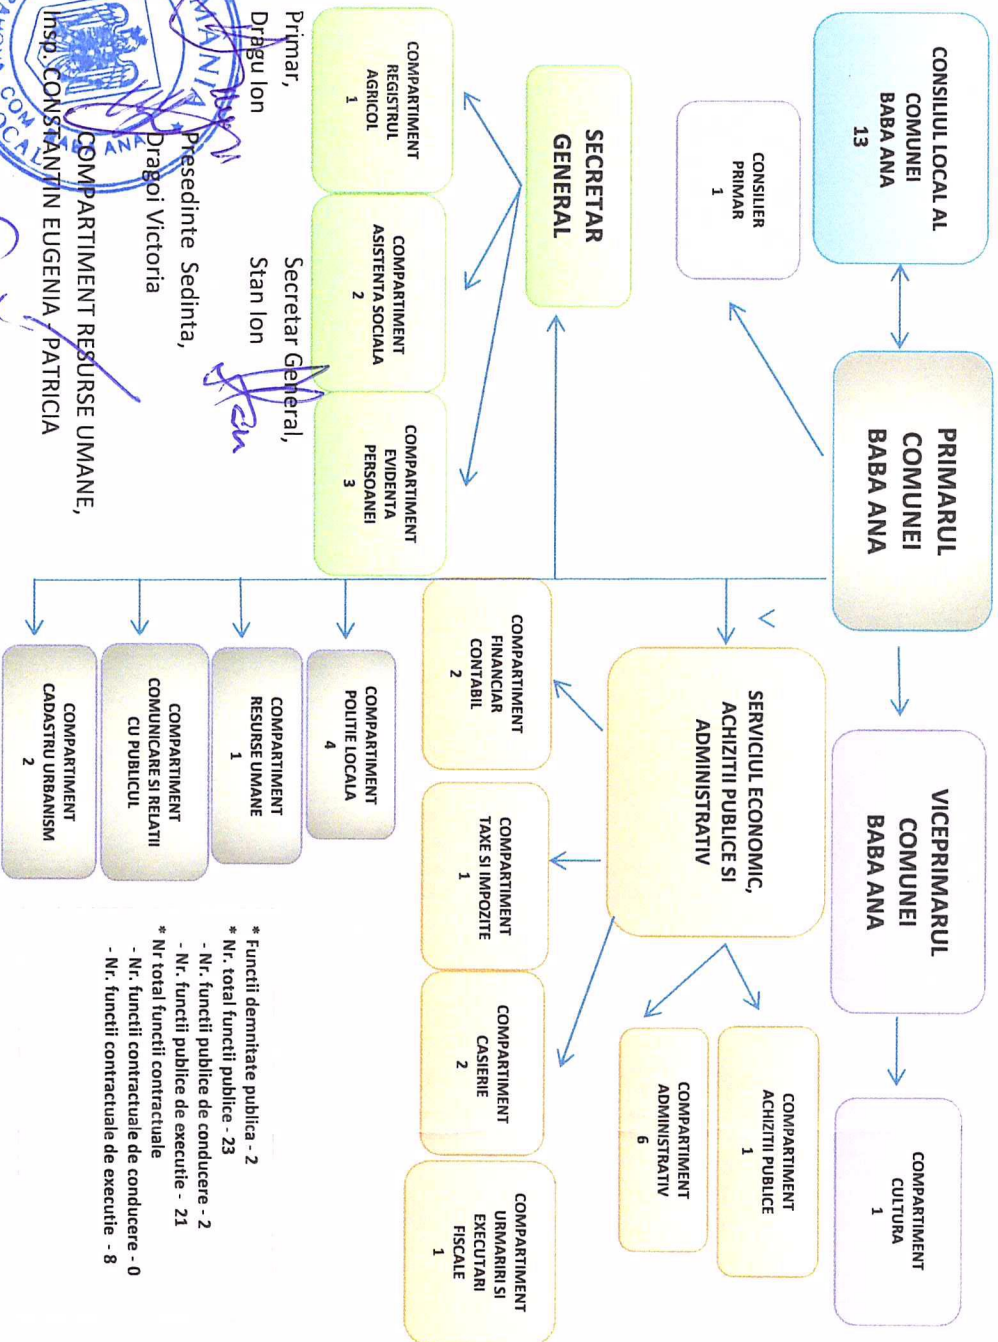 CONSILIUL LOCAL AL
COMUNEI
BABA ANA
13
PRIMARUL
COMUNEI
BABA ANA
VICEPRIMARUL
COMUNEI
BABA ANA
COMPARTIMENT
CULTURA
1
CONSILIER
PRIMAR
1
SERVICIUL ECONOMIC,
ACHIZITII PUBLICE SI
ADMINISTRATIV
COMPARTIMENT
ACHIZITII PUBLICE
1
COMPARTIMENT
ADMINISTRATIV
6
SECRETAR
GENERAL
COMPARTIMENT
FINANCIAR
CONTABIL
2
COMPARTIMENT
TAXE SI IMPOZITE
1
COMPARTIMENT
CASIERIE
2
COMPARTIMENT
URMARIRI SI
EXECUTARI
FISCALE
1
COMPARTIMENT
REGISTRUL
AGRICOL
1
COMPARTIMENT
ASISTENTA SOCIALA
2
COMPARTIMENT
EVIDENTA
PERSOANEI
3
COMPARTIMENT
POLITIE LOCALA
4
COMPARTIMENT
RESURSE UMANE
1
COMPARTIMENT
COMUNICARE SI RELATII
CU PUBLICUL
COMPARTIMENT
CADASTRU URBANISM
2
* Functii demnitate publica - 2
* Nr. total functii publice - 23
- Nr. functii publice de conducere - 2
- Nr. functii publice de executie - 21
* Nr total functii contractuale
- Nr. functii contractuale de conducere - 0
- Nr. functii contractuale de executie - 8
Primar,
Dragu Ion
Secretar General,
Stan Ion
Presedinte Sedinta,
Dragoi Victoria
COMPARTIMENT RESURSE UMANE,
Insp. CONSTANTIN EUGENIA - PATRICIA